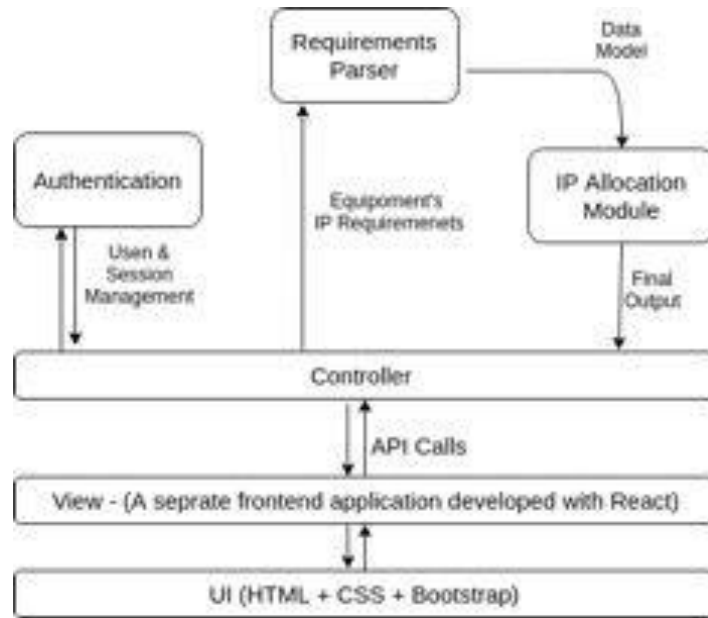 Requirements
Parser
Data
Model
Authentication
IP Allocation
Module
Equipoment's
IP Requiremenets
Usen &
Session
Management
Final
Output
Controller
API Calls
View - (A seprate frontend application developed with React)
UI (HTML + CSS + Bootstrap)